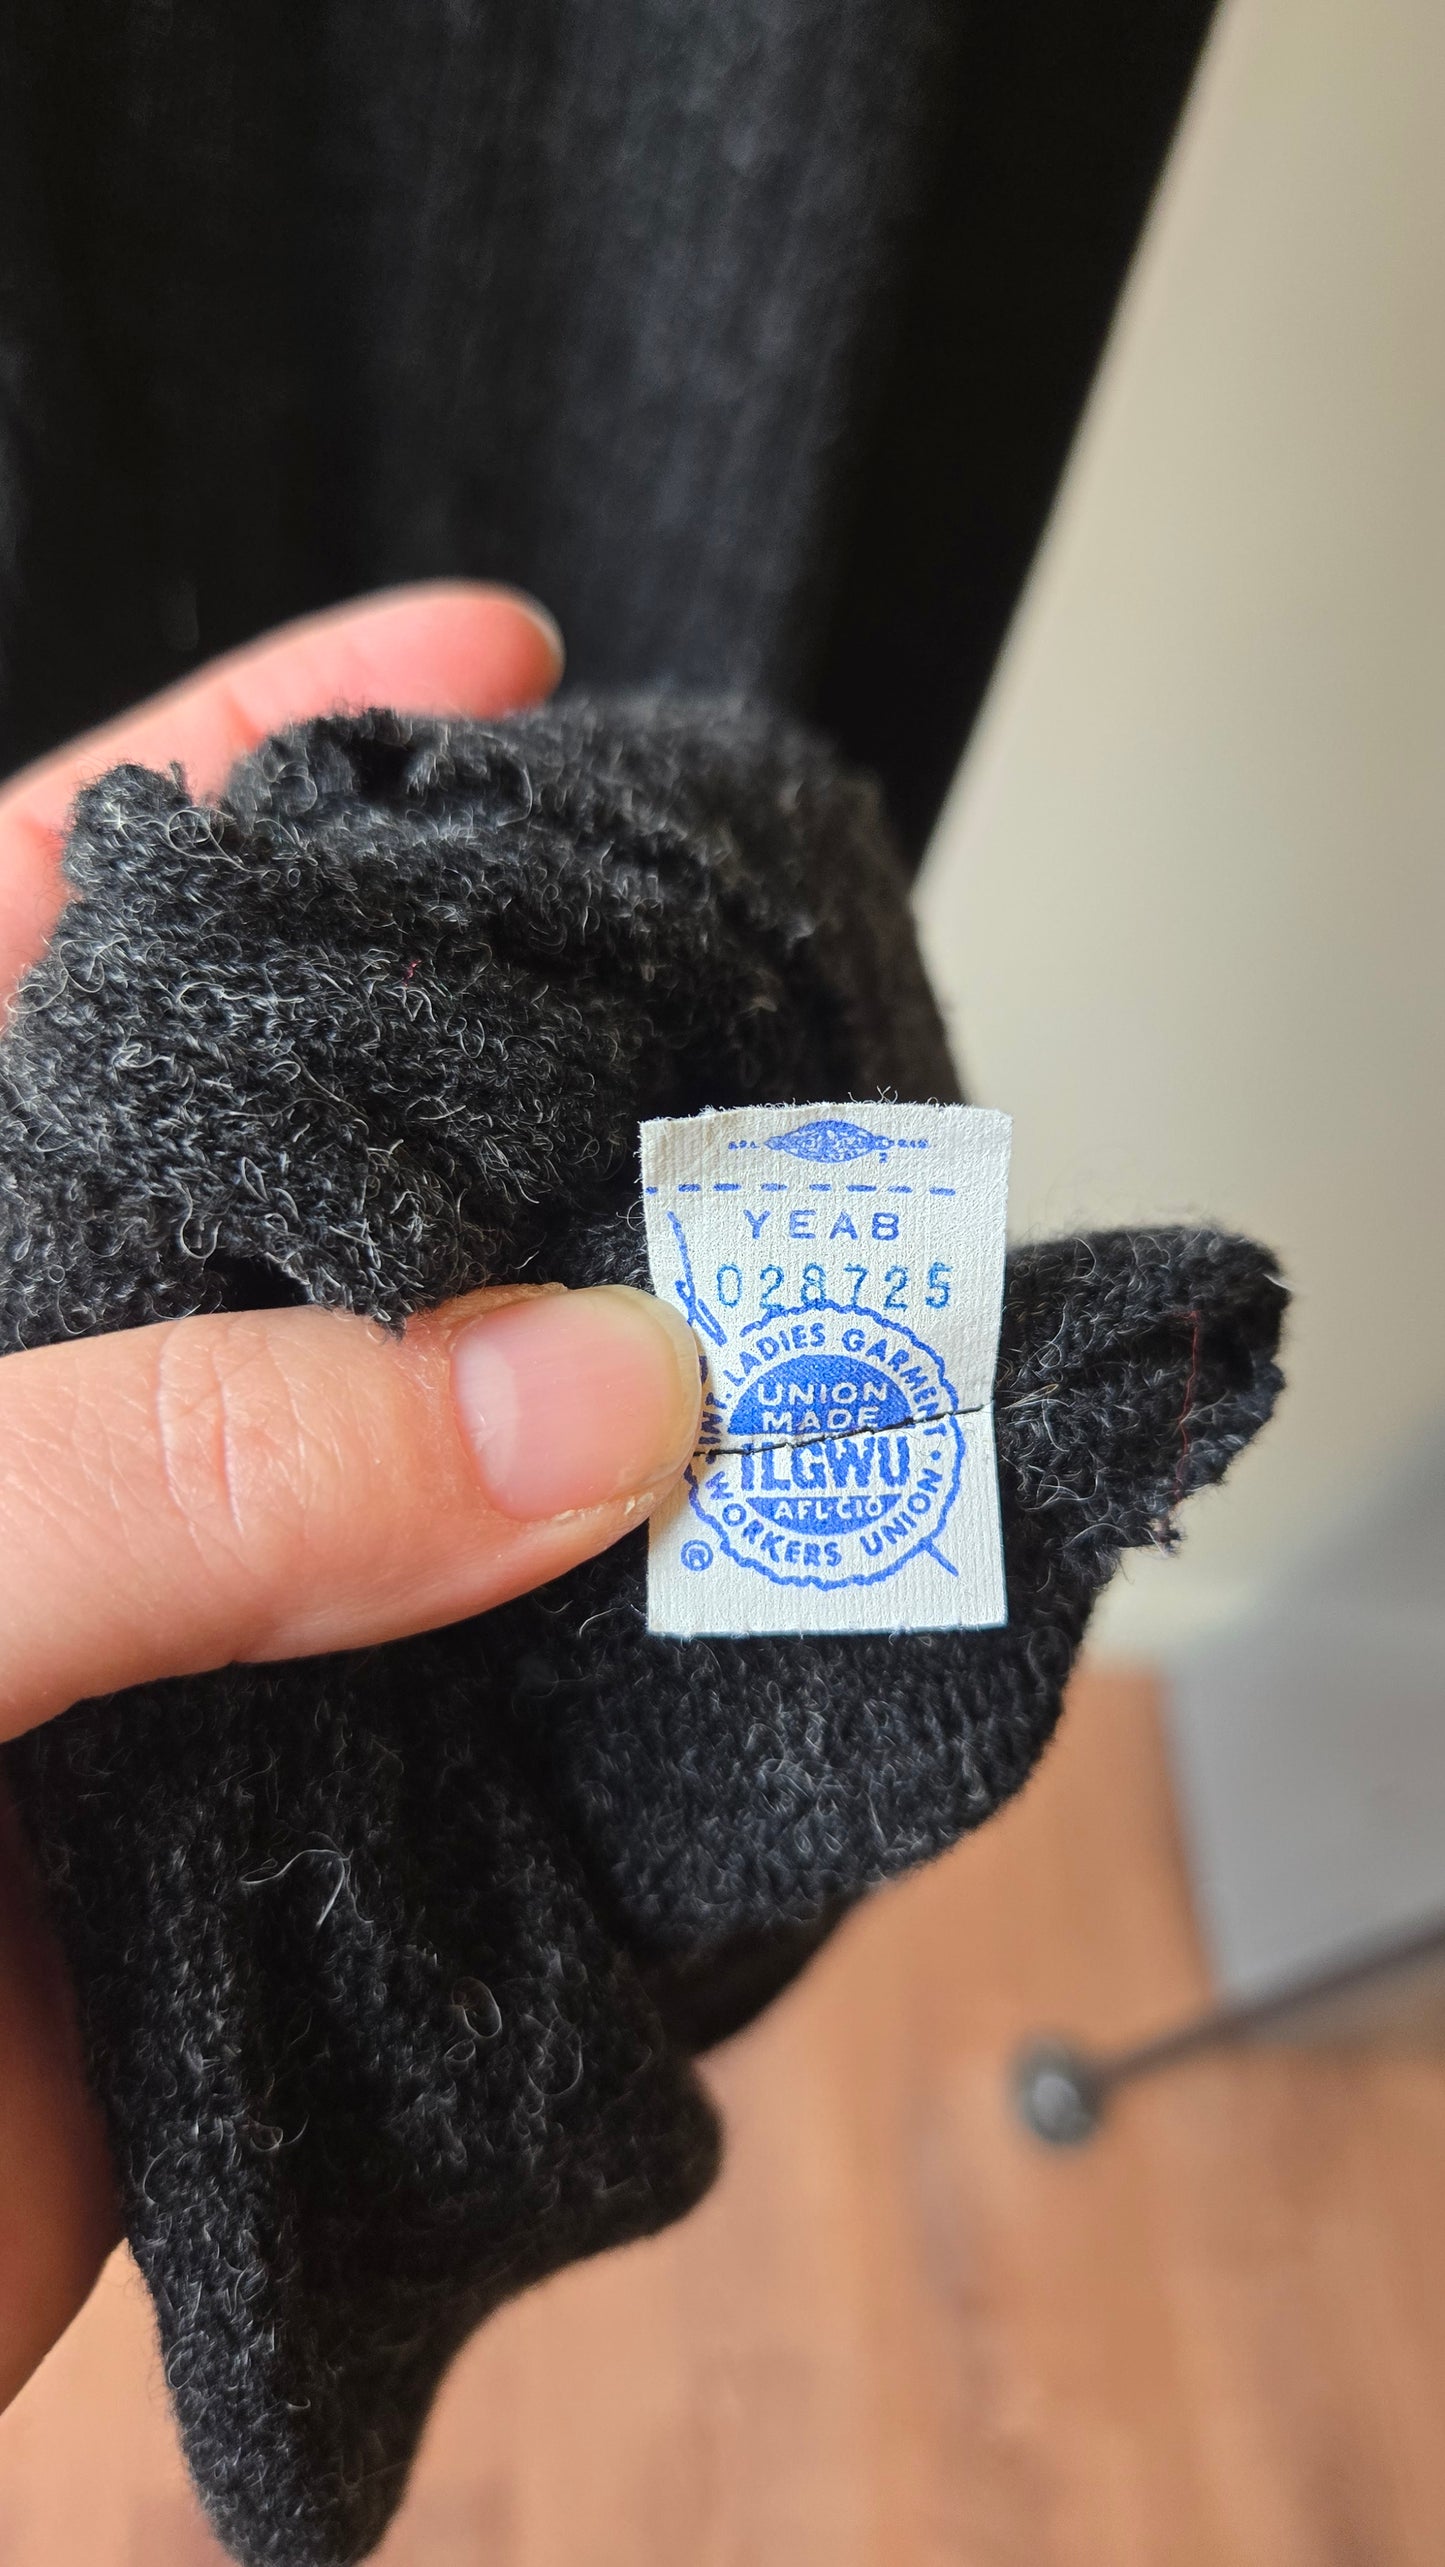 YEAB
028725
INT. LADIES GARMENT
UNION
MADE
ILGWU
AFL-CIO
WORKERS UNION
®